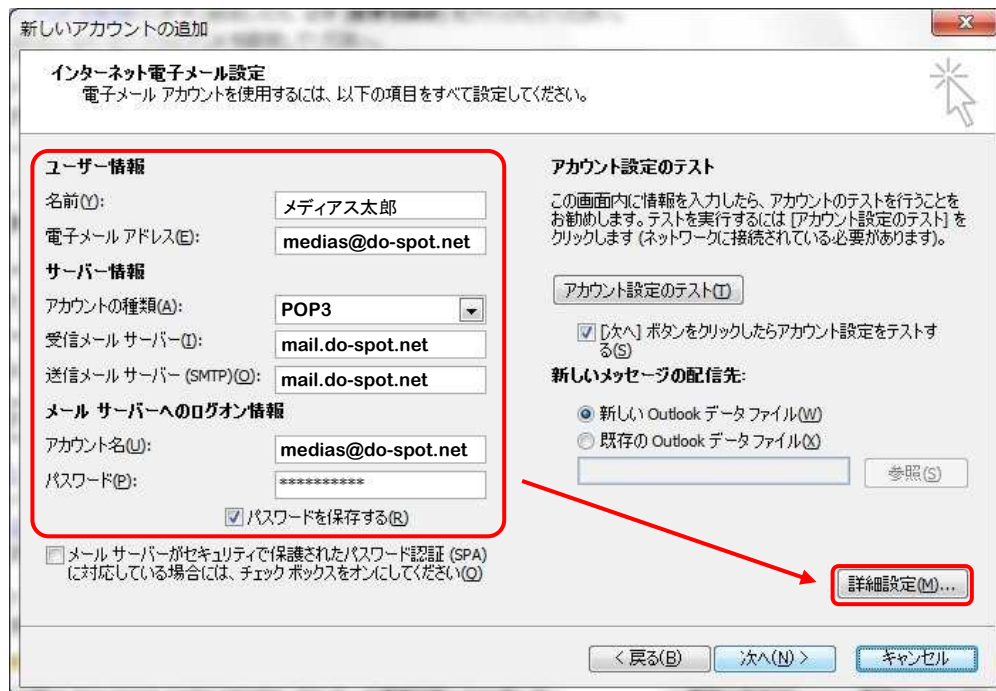 新しいアカウントの追加
インターネット電子メール設定
電子メール アカウントを使用するには、以下の項目をすべて設定してください。
ユーザー情報
名前(Y):
メディアス太郎
電子メール アドレス(E):
medias@do-spot.net
サーバー情報
アカウントの種類(A):
POP3
受信メール サーバー(I):
mail.do-spot.net
送信メール サーバー (SMTP)(O):
mail.do-spot.net
メール サーバーへのログオン情報
アカウント名(U):
medias@do-spot.net
パスワード(P):
**********
パスワードを保存する(R)
メール サーバーがセキュリティで保護されたパスワード認証 (SPA)
に対応している場合には、チェック ボックスをオンにしてください(Q)
アカウント設定のテスト
この画面内に情報を入力したら、アカウントのテストを行うことを
お勧めします。テストを実行するには [アカウント設定のテスト] を
クリックします (ネットワークに接続されている必要があります)。
アカウント設定のテスト(T)
[次へ] ボタンをクリックしたらアカウント設定をテストす
る(S)
新しいメッセージの配信先:
新しい Outlook データ ファイル(W)
既存の Outlook データ ファイル(X)
参照(S)
詳細設定(M)...
< 戻る(B)
次へ(N) >
キャンセル